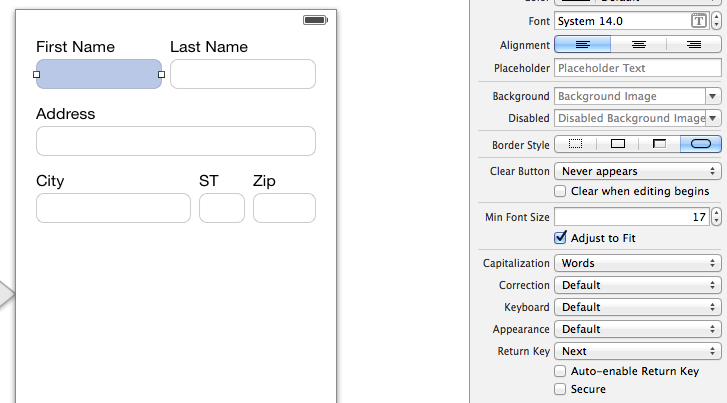 First Name Last Name
Address
City ST Zip
Font System 14.0 T
Alignment
Placeholder Placeholder Text
Background Background Image
Disabled Disabled Background Image
Border Style
Clear Button Never appears
Clear when editing begins
Min Font Size 17
Adjust to Fit
Capitalization Words
Correction Default
Keyboard Default
Appearance Default
Return Key Next
Auto-enable Return Key
Secure